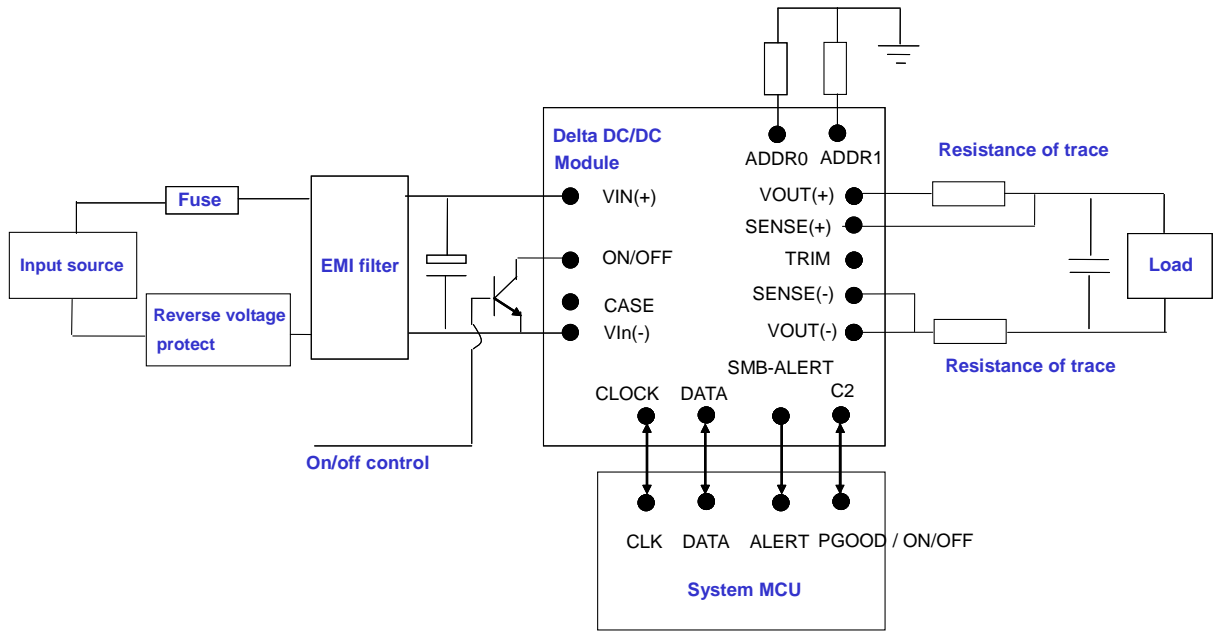 Delta DC/DC
Module
ADDR0 ADDR1
Resistance of trace
Fuse
VIN(+)
VOUT(+)
SENSE(+)
Input source
EMI filter
ON/OFF
TRIM
Load
CASE
SENSE(-)
Reverse voltage
protect
VIn(-)
VOUT(-)
Resistance of trace
SMB-ALERT
CLOCK DATA C2
On/off control
CLK DATA ALERT PGOOD / ON/OFF
System MCU